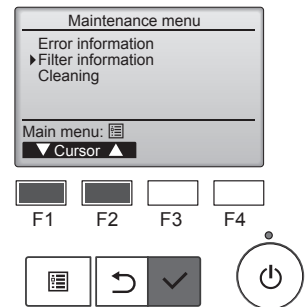 Maintenance menu
Error information
Filter information
Cleaning
Main menu:
▼ Cursor ▲
F1 F2 F3 F4